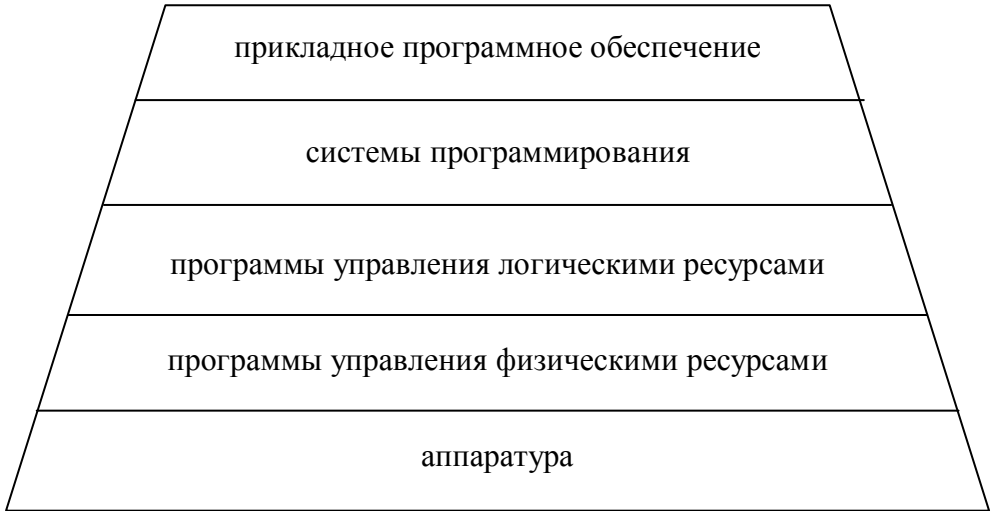 прикладное программное обеспечение
системы программирования
программы управления логическими ресурсами
программы управления физическими ресурсами
аппаратура